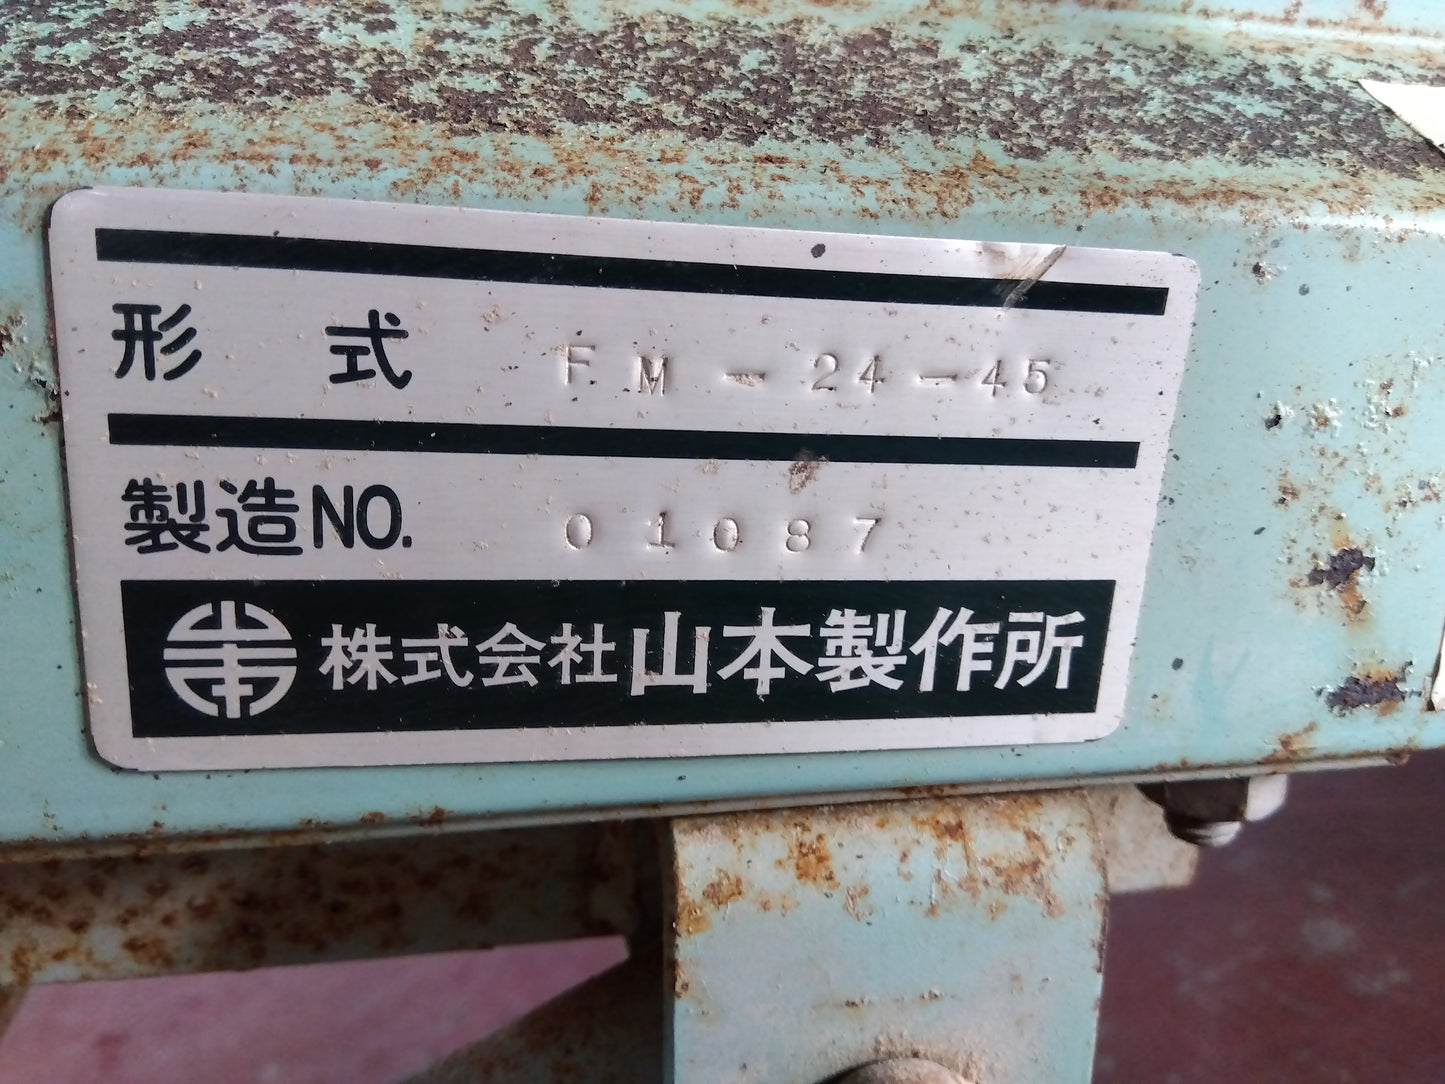 形式 FM-24-45
製造NO. 01087
株式会社山本製作所